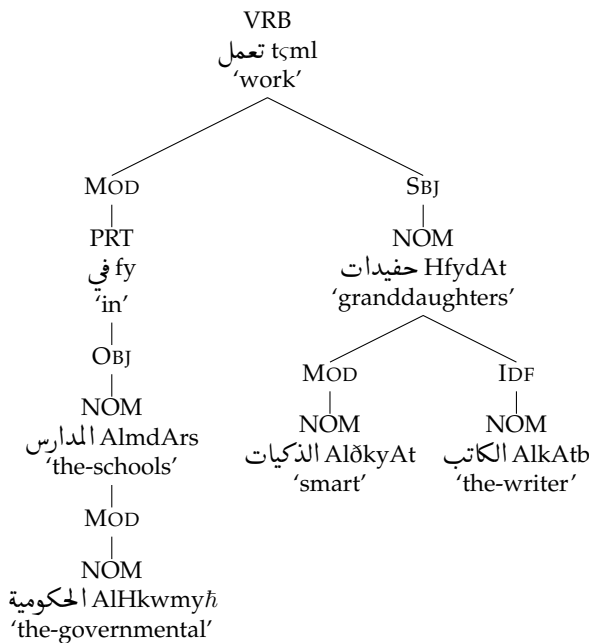 VRB
تعمل tςml
‘work’
MOD SBJ
PRT NOM
في fy حفيدات HfydAt
‘in’ ‘granddaughters’
OBJ MOD IDF
NOM NOM NOM
المدارس AlmdArs الذكيات AlðkyAt الكاتب AlkAtb
‘the-schools’ ‘smart’ ‘the-writer’
MOD
NOM
الحكومية AlHkwmyℏ
‘the-governmental’